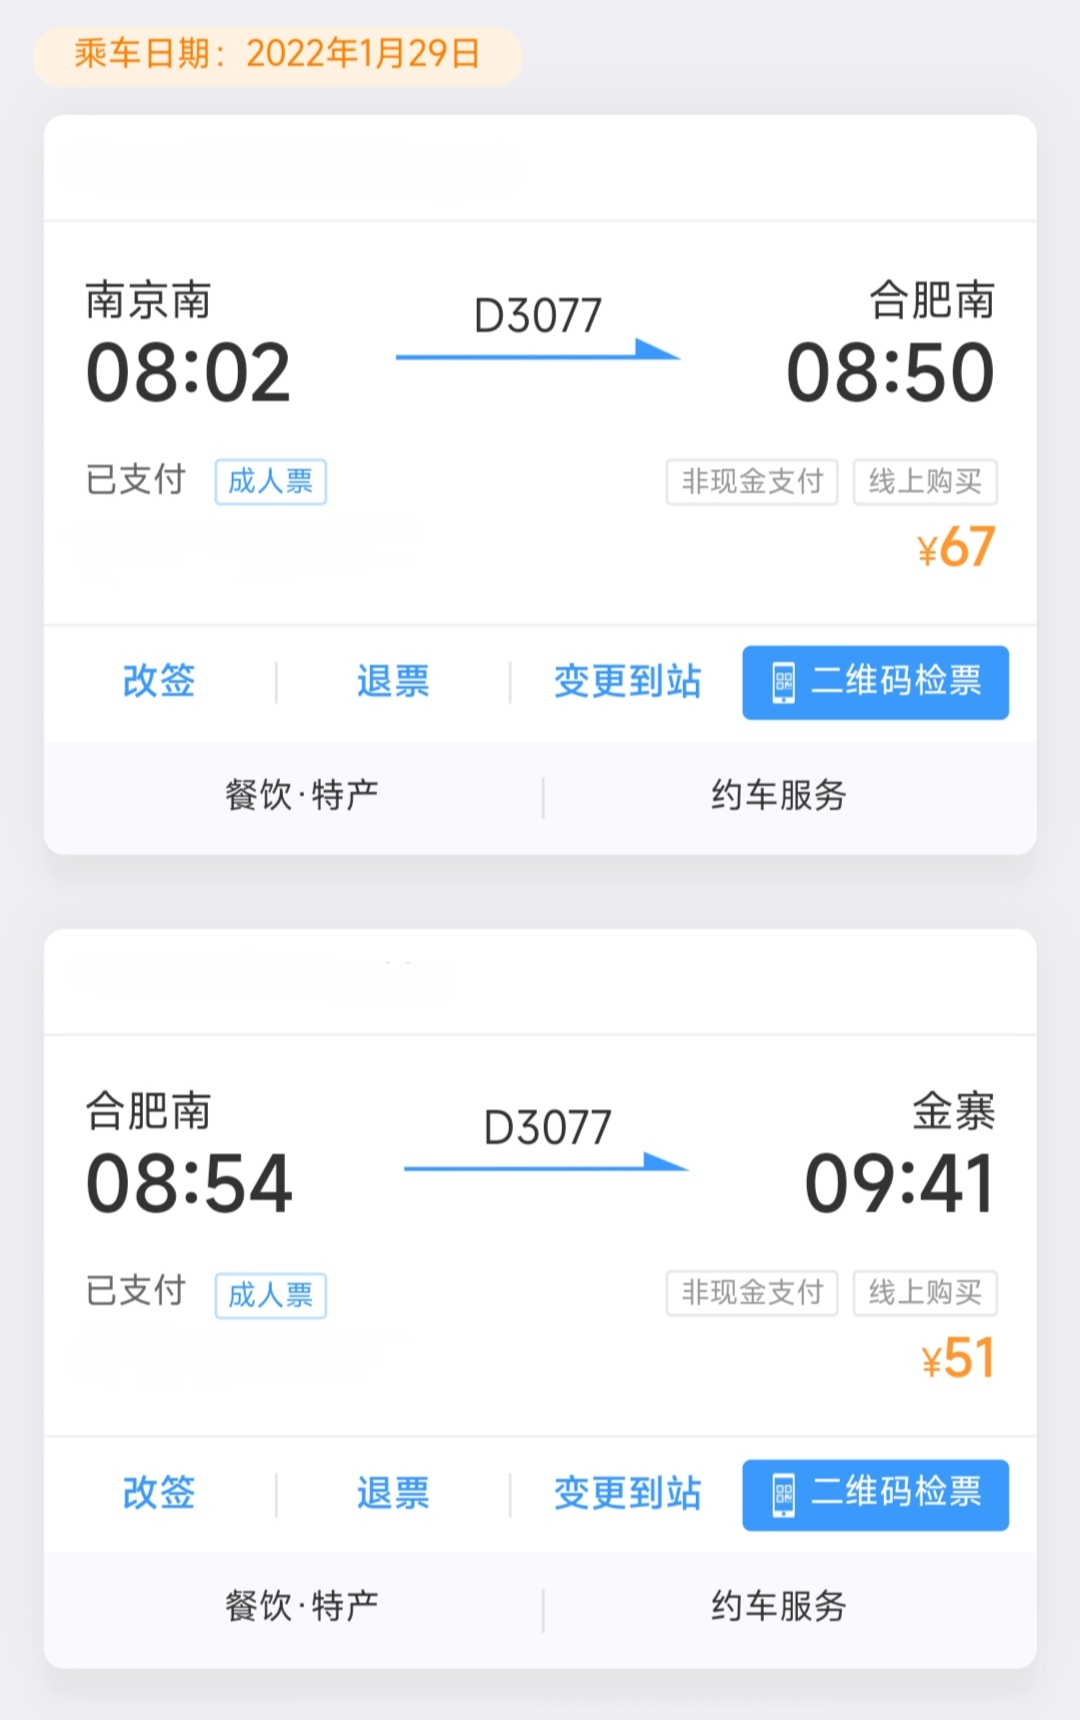 乘车日期：2022年1月29日
南京南 D3077 合肥南
08:02 08:50
已支付 成人票 非现金支付 线上购买
¥67
改签 退票 变更到站 二维码检票
餐饮·特产 约车服务
合肥南 D3077 金寨
08:54 09:41
已支付 成人票 非现金支付 线上购买
¥51
改签 退票 变更到站 二维码检票
餐饮·特产 约车服务